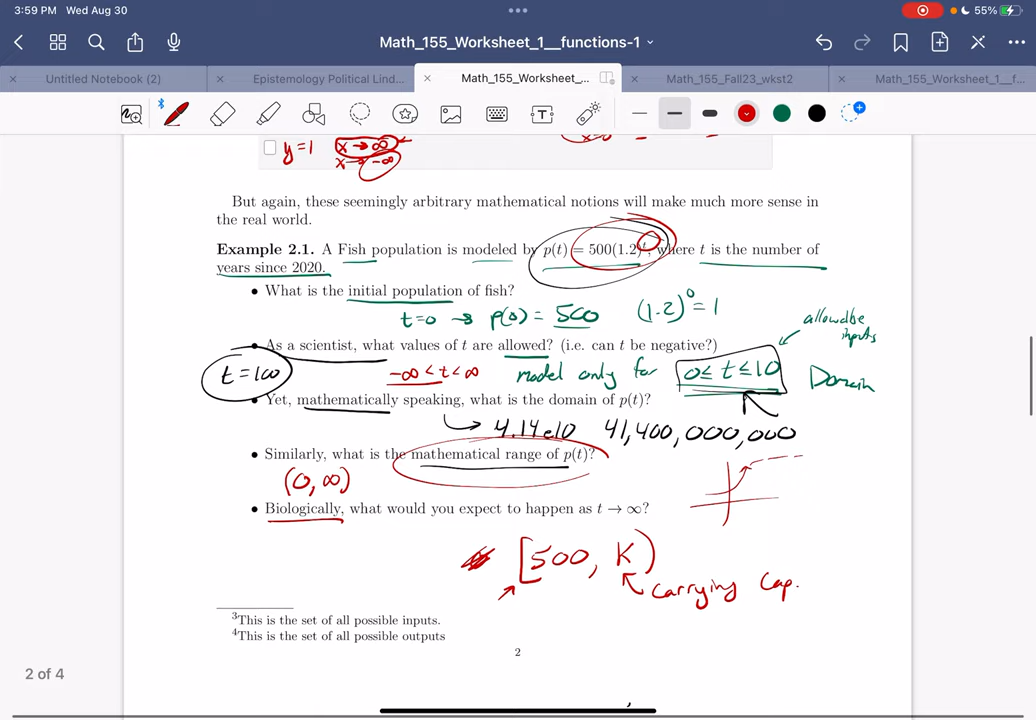 3:59 PM Wed Aug 30
55%
Math_155_Worksheet_1__functions-1
Untitled Notebook (2)
Epistemology Political Lind...
Math_155_Worksheet_...
Math_155_Fall23_wkst2
Math_155_Worksheet_1__f...
y=1 x → ∞
x → -∞
But again, these seemingly arbitrary mathematical notions will make much more sense in
the real world.
Example 2.1. A Fish population is modeled by p(t) = 500(1.2)^t, where t is the number of
years since 2020.
• What is the initial population of fish?
t=0 → p(0) = 500 (1.2)^0 = 1
allowable
inputs
• As a scientist, what values of t are allowed? (i.e. can t be negative?)
t=100 -∞ < t < ∞ model only for 0 ≤ t ≤ 10 Domain
• Yet, mathematically speaking, what is the domain of p(t)?
4.14e10 41,400,000,000
• Similarly, what is the mathematical range of p(t)?
(0, ∞)
• Biologically, what would you expect to happen as t → ∞?
[500, K)
carrying cap.
3This is the set of all possible inputs.
4This is the set of all possible outputs
2
2 of 4